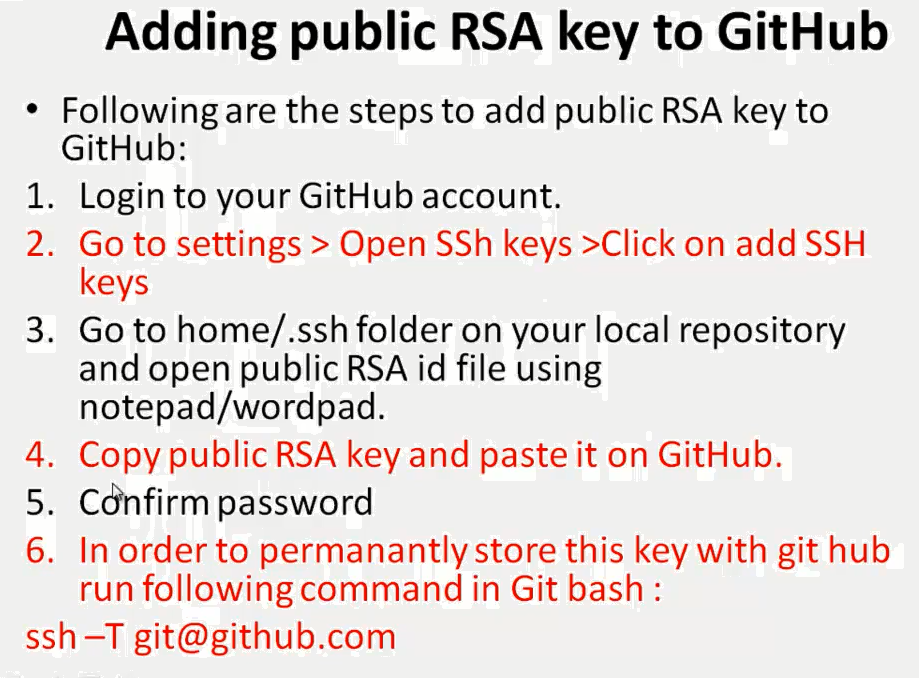 Adding public RSA key to GitHub
• Following are the steps to add public RSA key to
GitHub:
1. Login to your GitHub account.
2. Go to settings > Open SSh keys >Click on add SSH
keys
3. Go to home/.ssh folder on your local repository
and open public RSA id file using
notepad/wordpad.
4. Copy public RSA key and paste it on GitHub.
5. Confirm password
6. In order to permanantly store this key with git hub
run following command in Git bash :
ssh –T git@github.com